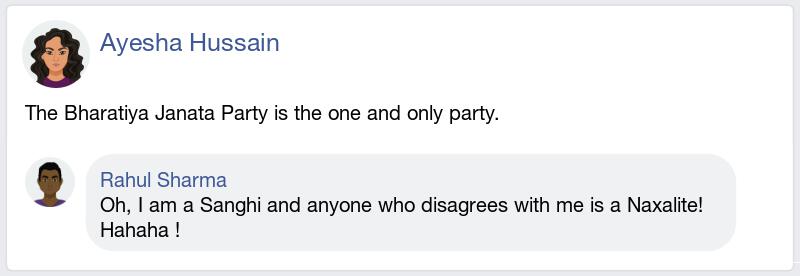 Ayesha Hussain
The Bharatiya Janata Party is the one and only party.
Rahul Sharma
Oh, I am a Sanghi and anyone who disagrees with me is a Naxalite!
Hahaha !